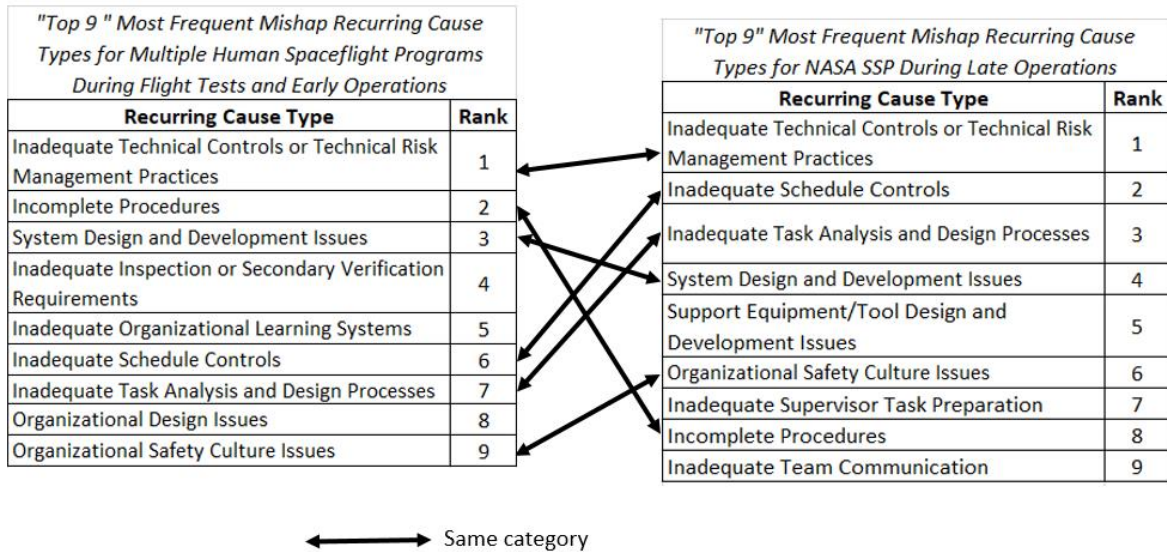 "Top 9 " Most Frequent Mishap Recurring Cause
Types for Multiple Human Spaceflight Programs
During Flight Tests and Early Operations
Recurring Cause Type Rank
Inadequate Technical Controls or Technical Risk
Management Practices 1
Incomplete Procedures 2
System Design and Development Issues 3
Inadequate Inspection or Secondary Verification
Requirements 4
Inadequate Organizational Learning Systems 5
Inadequate Schedule Controls 6
Inadequate Task Analysis and Design Processes 7
Organizational Design Issues 8
Organizational Safety Culture Issues 9
"Top 9" Most Frequent Mishap Recurring Cause
Types for NASA SSP During Late Operations
Recurring Cause Type Rank
Inadequate Technical Controls or Technical Risk
Management Practices 1
Inadequate Schedule Controls 2
Inadequate Task Analysis and Design Processes 3
System Design and Development Issues 4
Support Equipment/Tool Design and
Development Issues 5
Organizational Safety Culture Issues 6
Inadequate Supervisor Task Preparation 7
Incomplete Procedures 8
Inadequate Team Communication 9
Same category